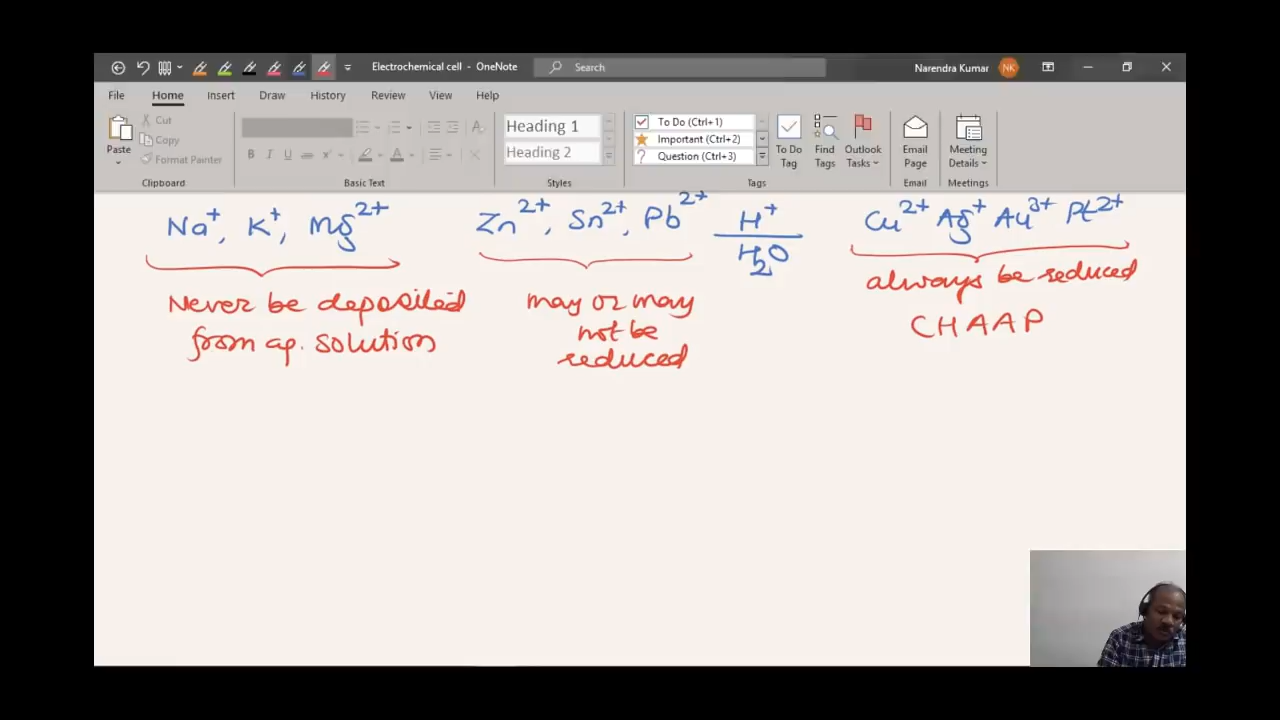 Electrochemical cell - OneNote
Search
Narendra Kumar
NK
File Home Insert Draw History Review View Help
Paste
Cut
Copy
Format Painter
Clipboard
B I U
Basic Text
Heading 1
Heading 2
Styles
To Do (Ctrl+1)
Important (Ctrl+2)
Question (Ctrl+3)
To Do Tag
Find Tags
Outlook Tasks
Tags
Email Page
Email
Meeting Details
Meetings
Na⁺, K⁺, Mg²⁺ Zn²⁺, Sn²⁺, Pb²⁺ H⁺ Cu²⁺ Ag⁺ Au³⁺ Pt²⁺
H₂O
Never be deposited
from aq. solution
may or may
not be
reduced
always be reduced
CHAAP